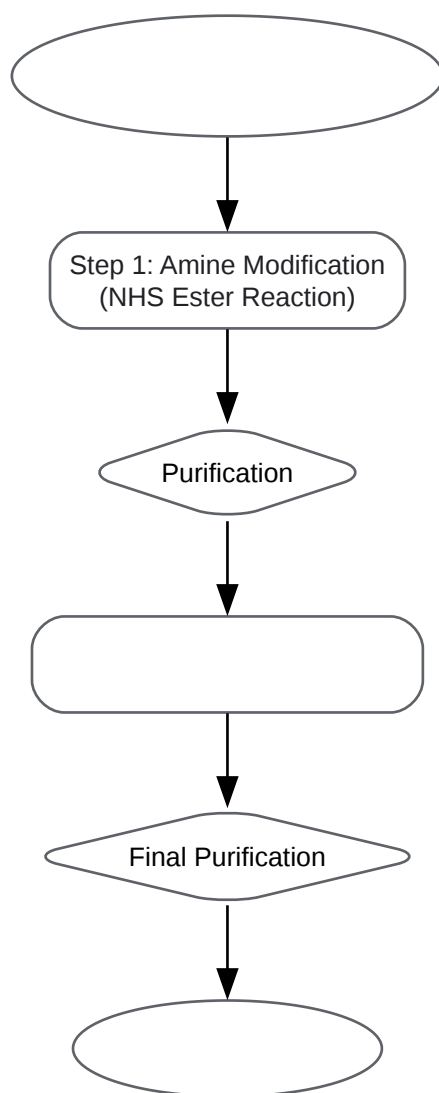 Step 1: Amine Modification
(NHS Ester Reaction)
Purification
Final Purification